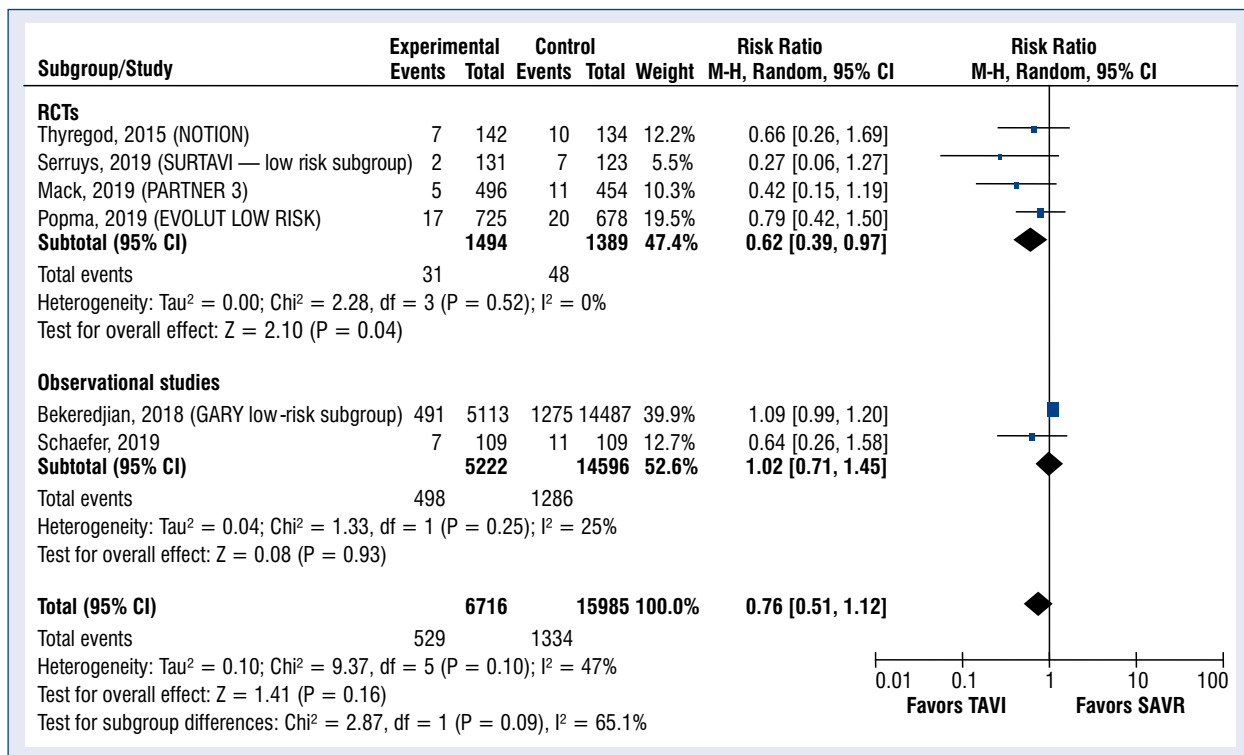 Experimental Control Risk Ratio Risk Ratio
Subgroup/Study Events Total Events Total Weight M-H, Random, 95% CI M-H, Random, 95% CI
RCTs
Thyregod, 2015 (NOTION) 7 142 10 134 12.2% 0.66 [0.26, 1.69]
Serruys, 2019 (SURTAVI — low risk subgroup) 2 131 7 123 5.5% 0.27 [0.06, 1.27]
Mack, 2019 (PARTNER 3) 5 496 11 454 10.3% 0.42 [0.15, 1.19]
Popma, 2019 (EVOLUT LOW RISK) 17 725 20 678 19.5% 0.79 [0.42, 1.50]
Subtotal (95% CI) 1494 1389 47.4% 0.62 [0.39, 0.97]
Total events 31 48
Heterogeneity: Tau² = 0.00; Chi² = 2.28, df = 3 (P = 0.52); I² = 0%
Test for overall effect: Z = 2.10 (P = 0.04)
Observational studies
Bekeredjian, 2018 (GARY low-risk subgroup) 491 5113 1275 14487 39.9% 1.09 [0.99, 1.20]
Schaefer, 2019 7 109 11 109 12.7% 0.64 [0.26, 1.58]
Subtotal (95% CI) 5222 14596 52.6% 1.02 [0.71, 1.45]
Total events 498 1286
Heterogeneity: Tau² = 0.04; Chi² = 1.33, df = 1 (P = 0.25); I² = 25%
Test for overall effect: Z = 0.08 (P = 0.93)
Total (95% CI) 6716 15985 100.0% 0.76 [0.51, 1.12]
Total events 529 1334
Heterogeneity: Tau² = 0.10; Chi² = 9.37, df = 5 (P = 0.10); I² = 47%
Test for overall effect: Z = 1.41 (P = 0.16)
Test for subgroup differences: Chi² = 2.87, df = 1 (P = 0.09), I² = 65.1%
0.01 0.1 1 10 100
Favors TAVI Favors SAVR